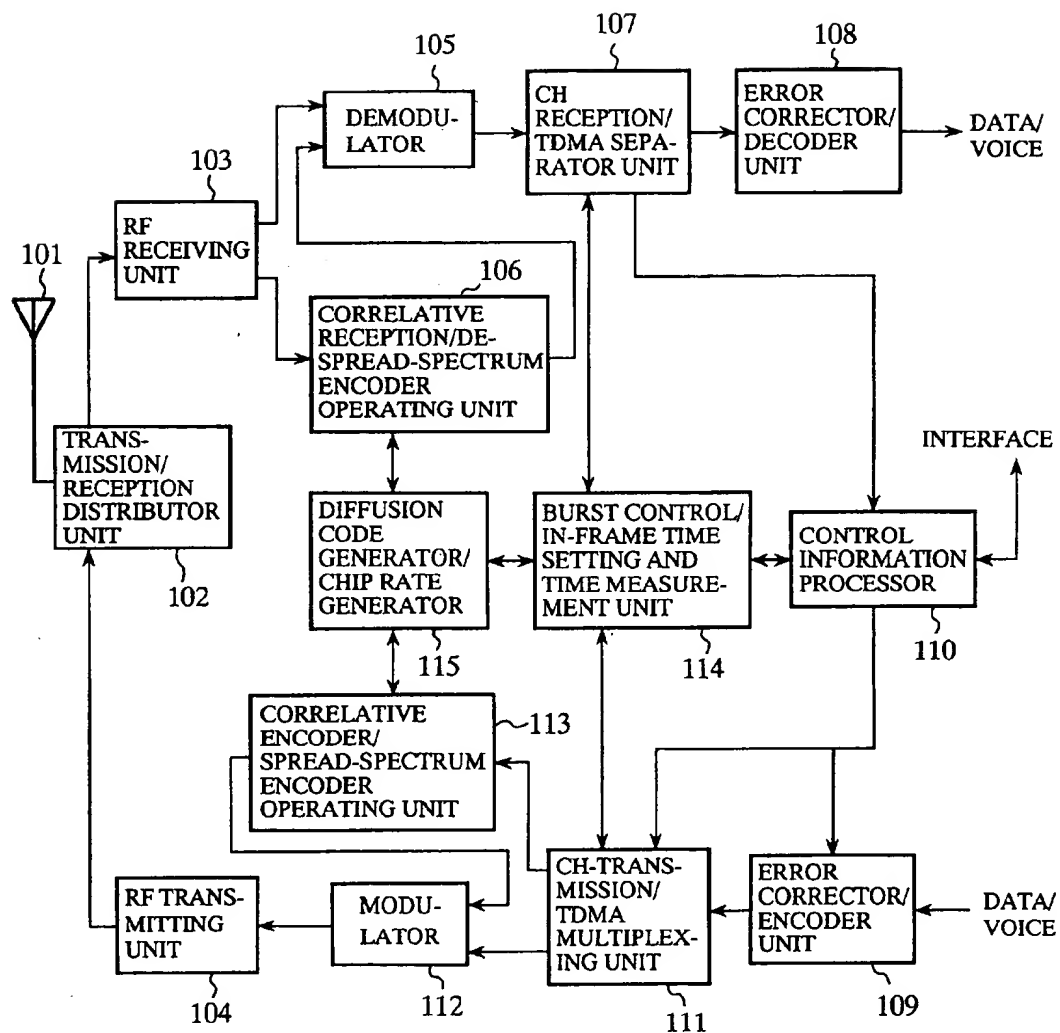 107
108
105
CH
RECEPTION/
TDMA SEPA-
RATOR UNIT
ERROR
CORRECTOR/
DECODER
UNIT
DEMODU-
LATOR
DATA/
VOICE
103
RF
RECEIVING
UNIT
101
106
CORRELATIVE
RECEPTION/DE-
SPREAD-SPECTRUM
ENCODER
OPERATING UNIT
INTERFACE
TRANS-
MISSION/
RECEPTION
DISTRIBUTOR
UNIT
102
DIFFUSION
CODE
GENERATOR/
CHIP RATE
GENERATOR
115
BURST CONTROL/
IN-FRAME TIME
SETTING AND
TIME MEASURE-
MENT UNIT
114
CONTROL
INFORMATION
PROCESSOR
110
CORRELATIVE
ENCODER/
SPREAD-SPECTRUM
ENCODER
OPERATING UNIT
113
RF TRANS-
MITTING
UNIT
104
MODU-
LATOR
112
CH-TRANS-
MISSION/
TDMA
MULTIPLEX-
ING UNIT
111
ERROR
CORRECTOR/
ENCODER
UNIT
109
DATA/
VOICE